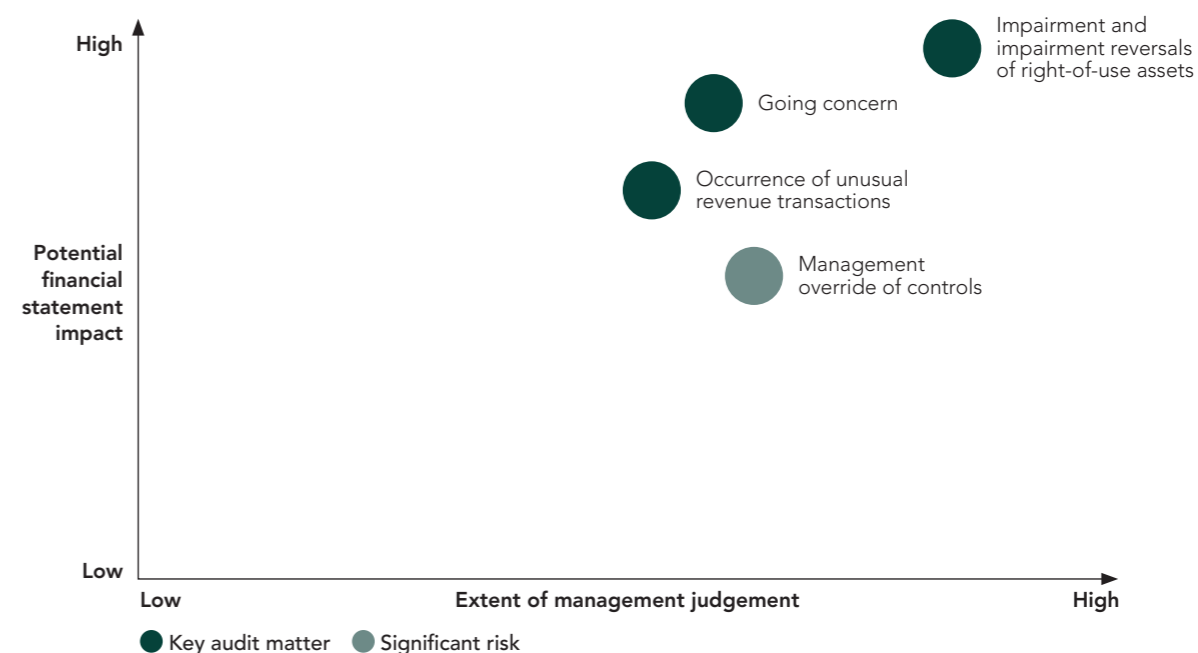 High
Impairment and
impairment reversals
of right-of-use assets
Going concern
Occurrence of unusual
revenue transactions
Potential
financial
statement
impact
Management
override of controls
Low
Low
Extent of management judgement
High
Key audit matter
Significant risk